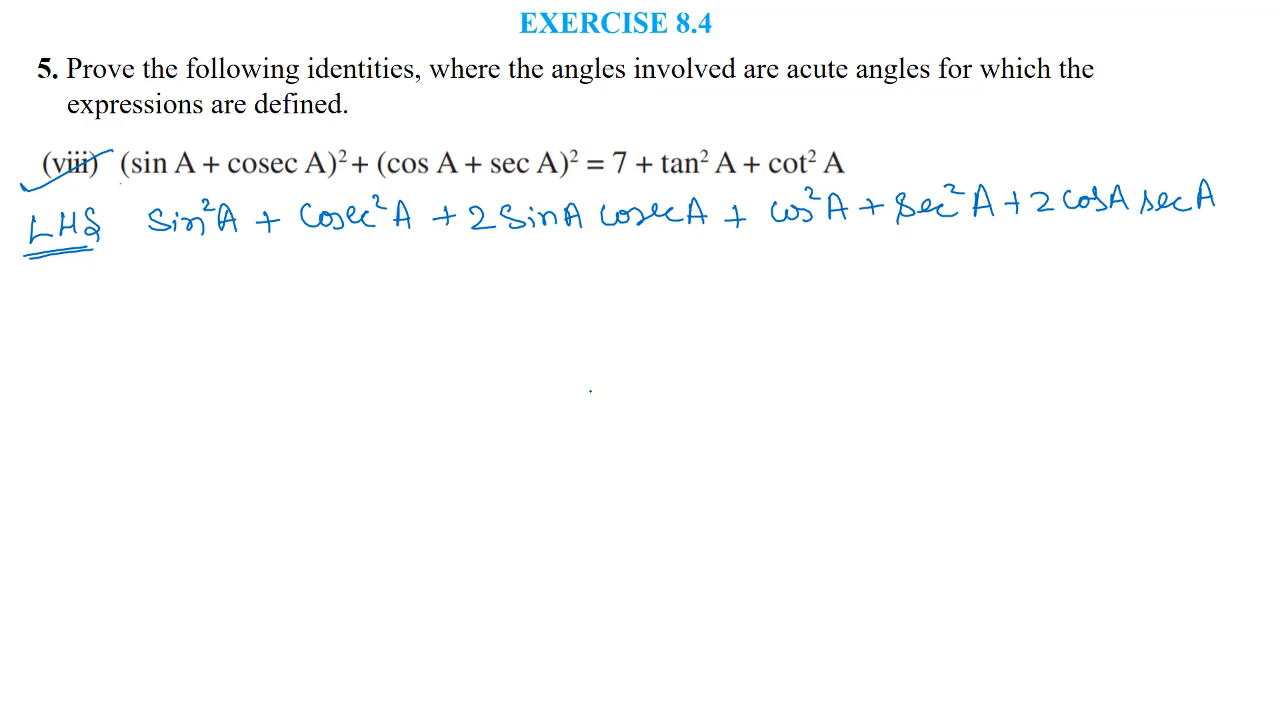 EXERCISE 8.4
5. Prove the following identities, where the angles involved are acute angles for which the
expressions are defined.
(viii) (sin A + cosec A)² + (cos A + sec A)² = 7 + tan² A + cot² A
LHS sin²A + cosec²A + 2 sinA cosecA + cos²A + sec²A + 2 cosA secA